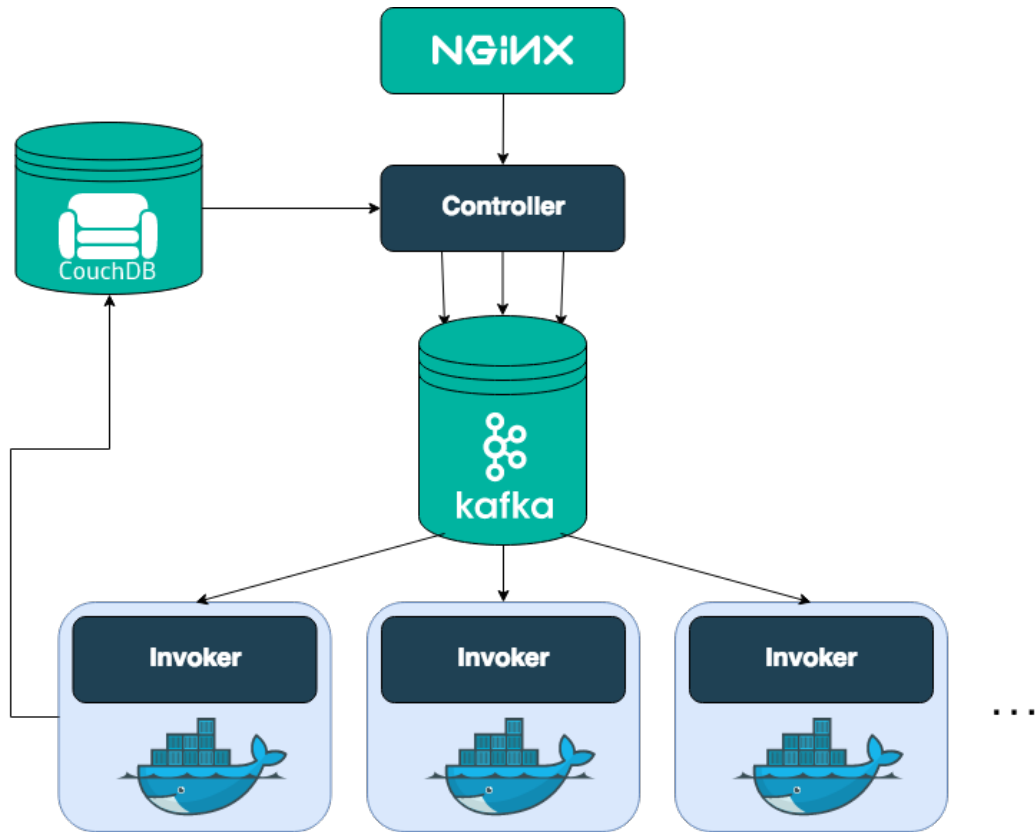 NGINX
Controller
CouchDB
kafka
Invoker
Invoker
Invoker
...